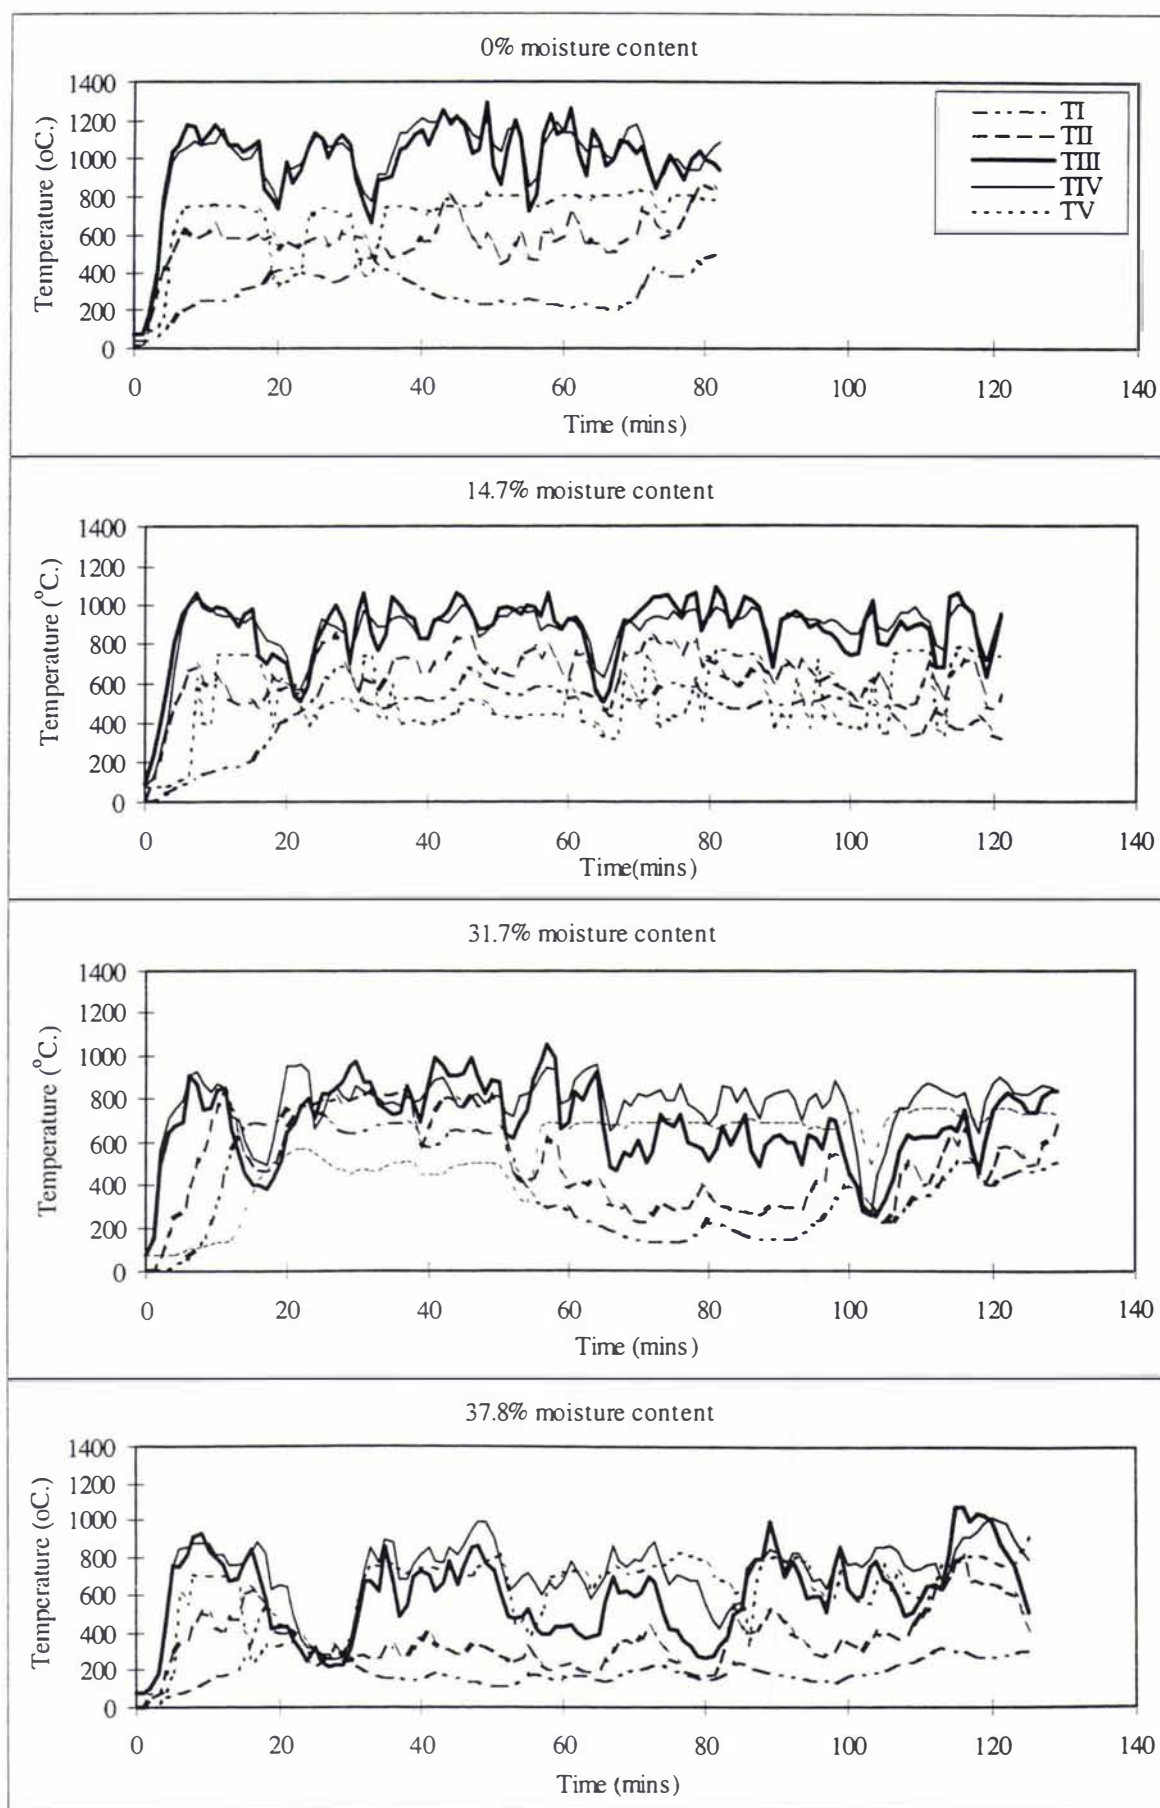 0% moisture content
1400
1200
1000
800
600
400
200
0
Temperature (oC.)
0 20 40 60 80 100 120 140
Time (mins)
TI
TII
TIII
TIV
TV
14.7% moisture content
1400
1200
1000
800
600
400
200
0
Temperature (°C.)
0 20 40 60 80 100 120 140
Time(mins)
31.7% moisture content
1400
1200
1000
800
600
400
200
0
Temperature (°C.)
0 20 40 60 80 100 120 140
Time (mins)
37.8% moisture content
1400
1200
1000
800
600
400
200
0
Temperature (oC.)
0 20 40 60 80 100 120 140
Time (mins)